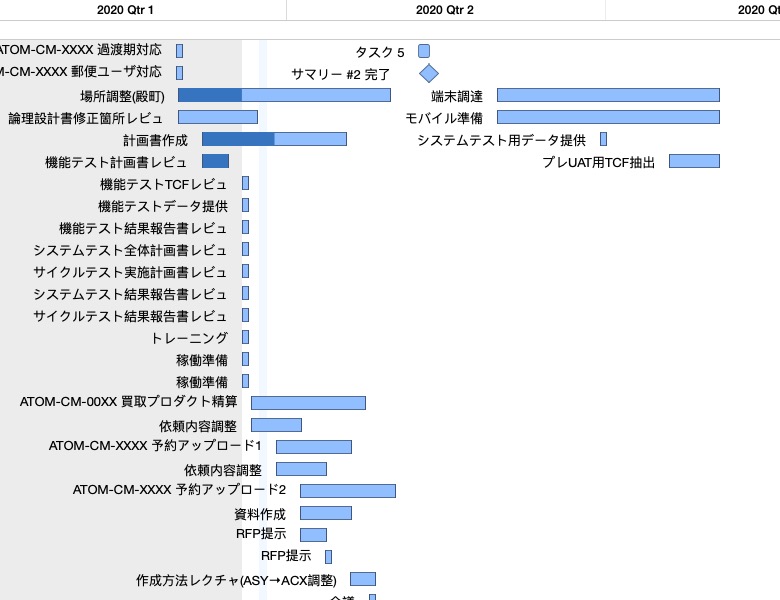 2020 Qtr 1 2020 Qtr 2 2020 Qt
ATOM-CM-XXXX 過渡期対応 タスク 5
M-CM-XXXX 郵便ユーザ対応 サマリー #2 完了
場所調整(殿町) 端末調達
論理設計書修正箇所レビュ モバイル準備
計画書作成 システムテスト用データ提供
機能テスト計画書レビュ プレUAT用TCF抽出
機能テストTCFレビュ
機能テストデータ提供
機能テスト結果報告書レビュ
システムテスト全体計画書レビュ
サイクルテスト実施計画書レビュ
システムテスト結果報告書レビュ
サイクルテスト結果報告書レビュ
トレーニング
稼働準備
稼働準備
ATOM-CM-00XX 買取プロダクト精算
依頼内容調整
ATOM-CM-XXXX 予約アップロード1
依頼内容調整
ATOM-CM-XXXX 予約アップロード2
資料作成
RFP提示
RFP提示
作成方法レクチャ(ASY→ACX調整)